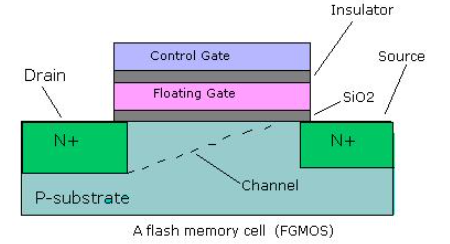 Insulator
Control Gate
Source
Drain
Floating Gate
SiO2
N+
N+
Channel
P-substrate
A flash memory cell (FGMOS)